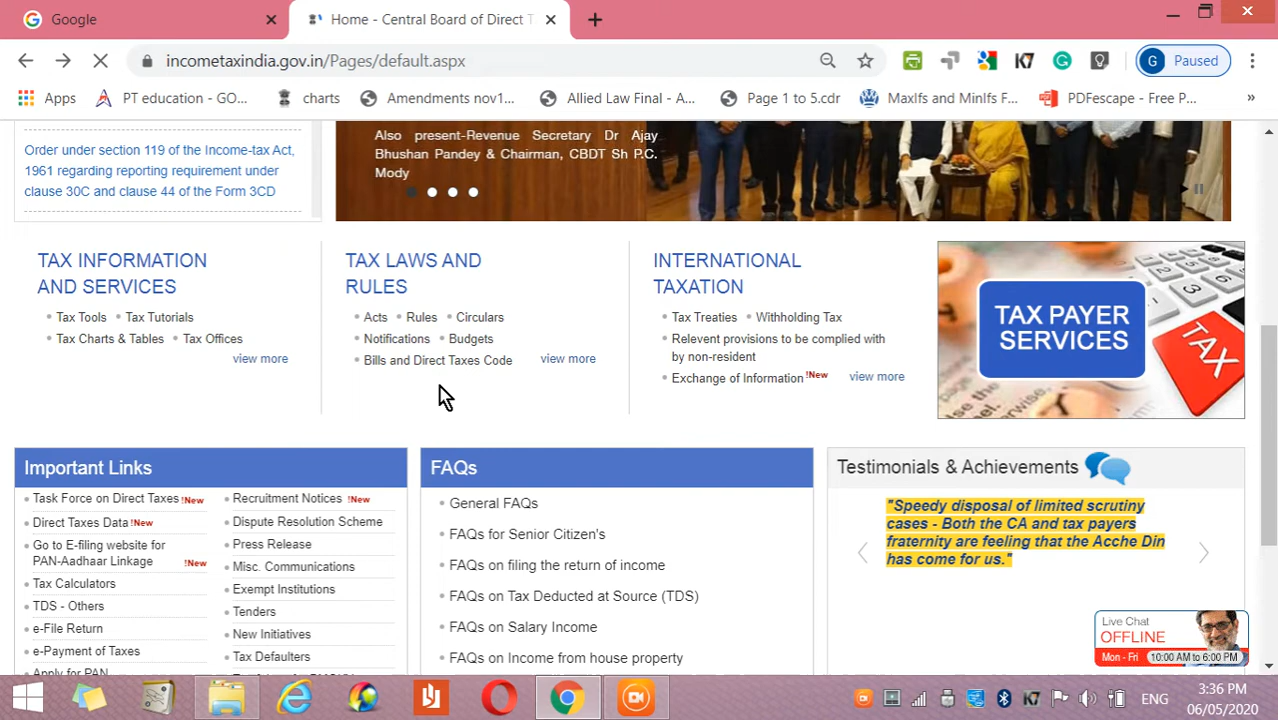 Google
Home - Central Board of Direct T
incometaxindia.gov.in/Pages/default.aspx
G Paused
Apps
PT education - GO...
charts
Amendments nov1...
Allied Law Final - A...
Page 1 to 5.cdr
MaxIfs and MinIfs F...
PDFescape - Free P...
»
Order under section 119 of the Income-tax Act,
1961 regarding reporting requirement under
clause 30C and clause 44 of the Form 3CD
Also present-Revenue Secretary Dr Ajay
Bhushan Pandey & Chairman, CBDT Sh P.C.
Mody
TAX INFORMATION
AND SERVICES
Tax Tools Tax Tutorials
Tax Charts & Tables Tax Offices
view more
TAX LAWS AND
RULES
Acts Rules Circulars
Notifications Budgets
Bills and Direct Taxes Code view more
INTERNATIONAL
TAXATION
Tax Treaties Withholding Tax
Relevent provisions to be complied with
by non-resident
Exchange of Information !New view more
TAX PAYER
SERVICES
TAX
Important Links
Task Force on Direct Taxes !New
Direct Taxes Data !New
Go to E-filing website for
PAN-Aadhaar Linkage !New
Tax Calculators
TDS - Others
e-File Return
e-Payment of Taxes
Apply for PAN
Recruitment Notices !New
Dispute Resolution Scheme
Press Release
Misc. Communications
Exempt Institutions
Tenders
New Initiatives
Tax Defaulters
FAQs
General FAQs
FAQs for Senior Citizen's
FAQs on filing the return of income
FAQs on Tax Deducted at Source (TDS)
FAQs on Salary Income
FAQs on Income from house property
Testimonials & Achievements
"Speedy disposal of limited scrutiny
cases - Both the CA and tax payers
fraternity are feeling that the Acche Din
has come for us."
Live Chat
OFFLINE
Mon - Fri 10:00 AM to 6:00 PM
ENG
3:36 PM
06/05/2020